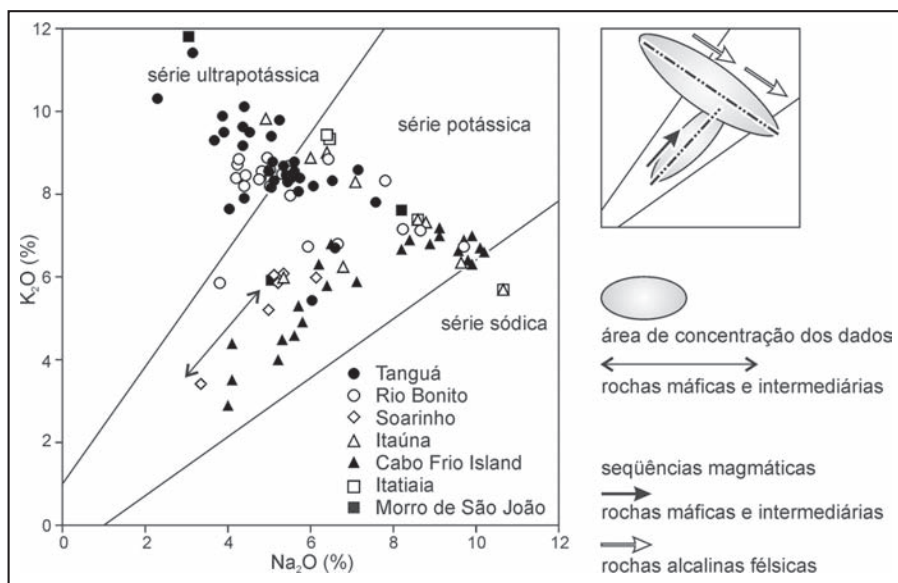 12
10
8
6
4
2
0
K₂O (%)
0
2
4
6
8
10
12
Na₂O (%)
série ultrapotássica
série potássica
série sódica
Tanguá
Rio Bonito
Soarinho
Itaúna
Cabo Frio Island
Itatiaia
Morro de São João
área de concentração dos dados
rochas máficas e intermediárias
seqüências magmáticas
rochas máficas e intermediárias
rochas alcalinas félsicas